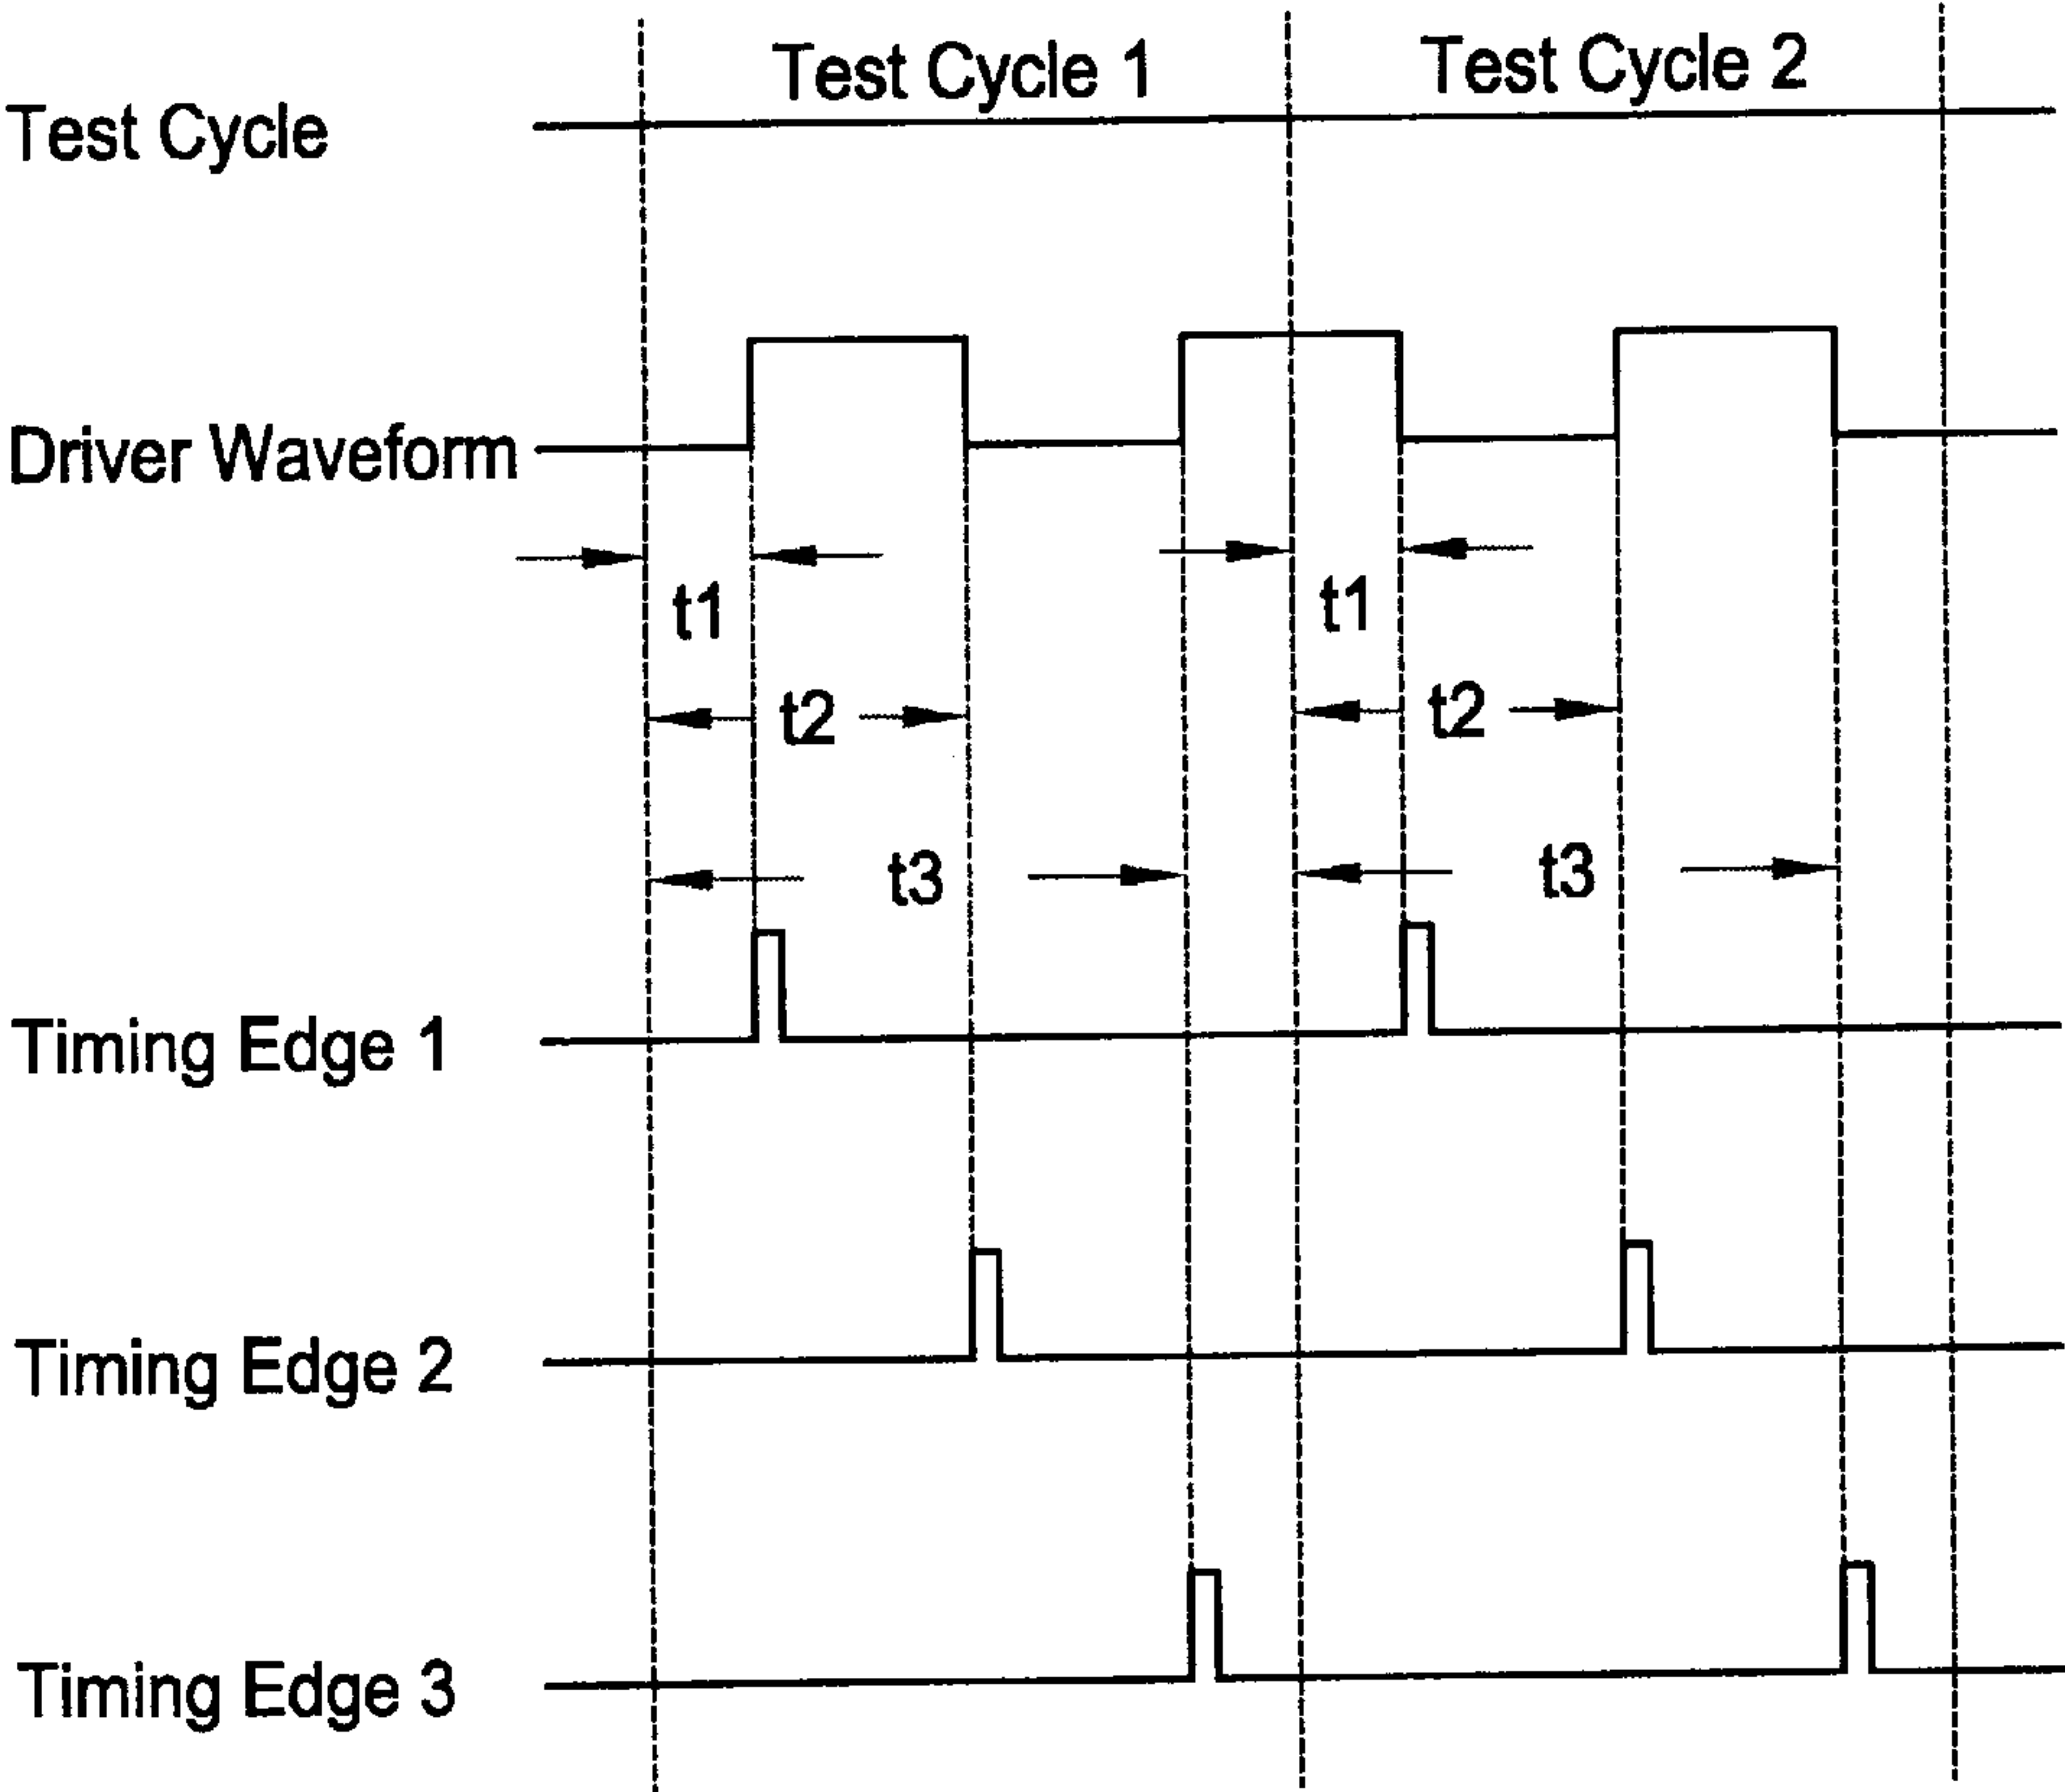 Test Cycle 1
Test Cycle 2
Test Cycle
Driver Waveform
t1
t1
t2
t2
t3
t3
Timing Edge 1
Timing Edge 2
Timing Edge 3